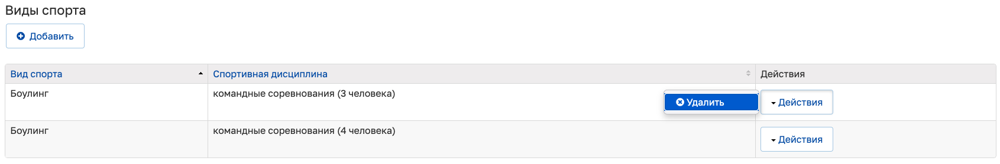 Виды спорта
Добавить
Вид спорта Спортивная дисциплина Действия
Боулинг командные соревнования (3 человека) Удалить Действия
Боулинг командные соревнования (4 человека) Действия